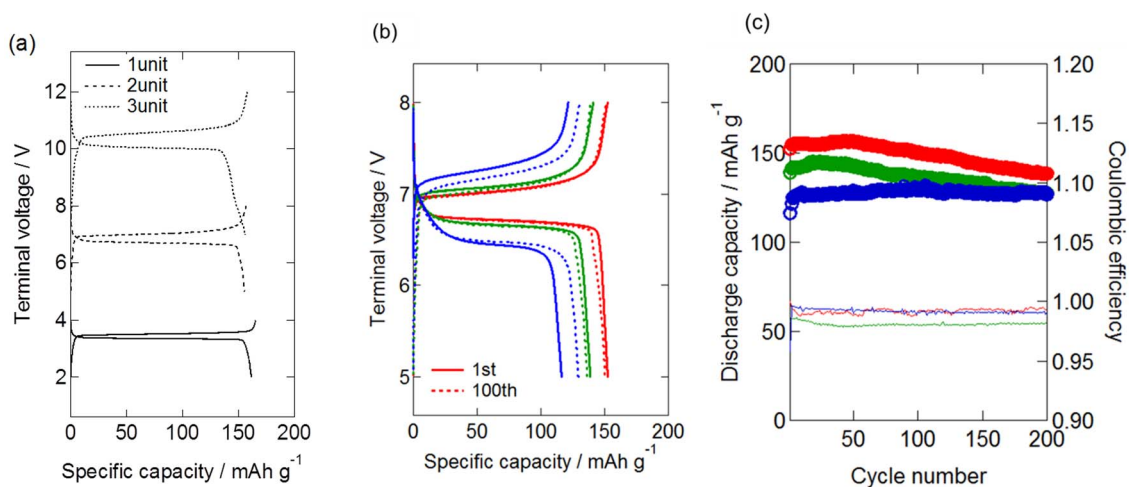 (a)
1unit
2unit
3unit
12
10
8
6
4
2
Terminal voltage / V
0 50 100 150 200
Specific capacity / mAh g-1
(b)
8
7
6
5
Terminal voltage / V
1st
100th
0 50 100 150 200
Specific capacity / mAh g-1
(c)
200
150
100
50
0
Discharge capacity / mAh g-1
1.20
1.15
1.10
1.05
1.00
0.95
0.90
Coulombic efficiency
50 100 150 200
Cycle number